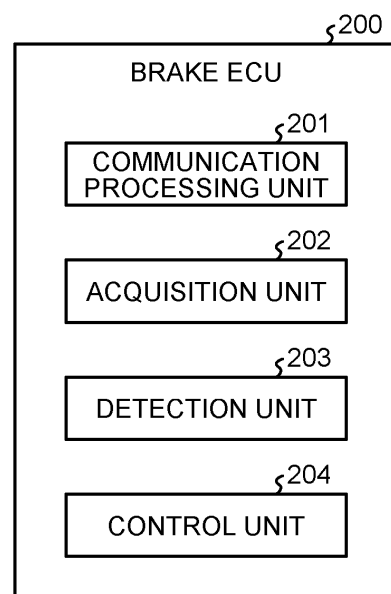 200
BRAKE ECU
201
COMMUNICATION
PROCESSING UNIT
202
ACQUISITION UNIT
203
DETECTION UNIT
204
CONTROL UNIT